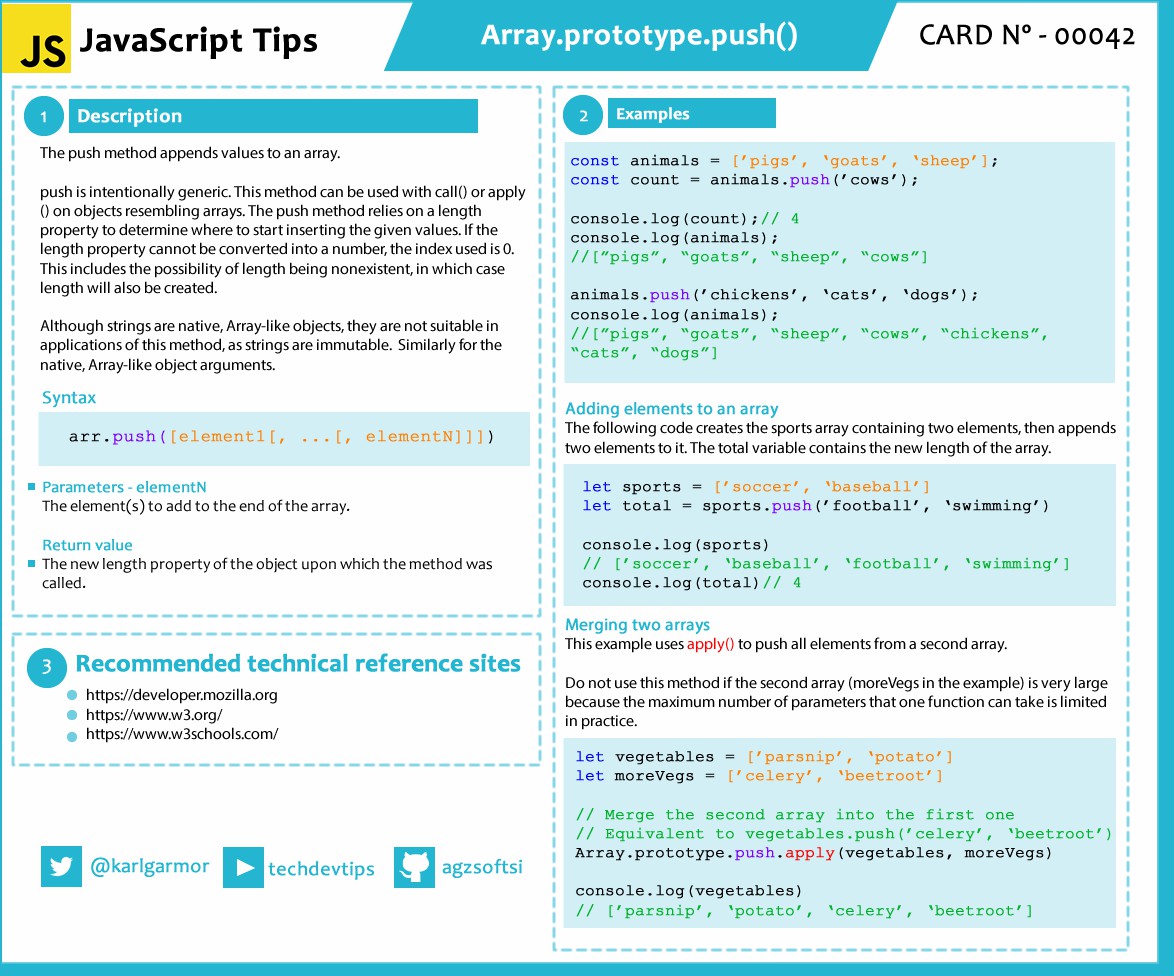 JS JavaScript Tips
Array.prototype.push()
CARD Nº - 00042
1 Description
The push method appends values to an array.
push is intentionally generic. This method can be used with call() or apply
() on objects resembling arrays. The push method relies on a length
property to determine where to start inserting the given values. If the
length property cannot be converted into a number, the index used is 0.
This includes the possibility of length being nonexistent, in which case
length will also be created.
Although strings are native, Array-like objects, they are not suitable in
applications of this method, as strings are immutable. Similarly for the
native, Array-like object arguments.
Syntax
arr.push([element1[, ...[, elementN]]])
Parameters - elementN
The element(s) to add to the end of the array.
Return value
The new length property of the object upon which the method was
called.
2 Examples
const animals = [’pigs’, ‘goats’, ‘sheep’];
const count = animals.push(’cows’);
console.log(count);// 4
console.log(animals);
//[”pigs”, “goats”, “sheep”, “cows”]
animals.push(’chickens’, ‘cats’, ‘dogs’);
console.log(animals);
//[”pigs”, “goats”, “sheep”, “cows”, “chickens”,
“cats”, “dogs”]
Adding elements to an array
The following code creates the sports array containing two elements, then appends
two elements to it. The total variable contains the new length of the array.
let sports = [’soccer’, ‘baseball’]
let total = sports.push(’football’, ‘swimming’)
console.log(sports)
// [’soccer’, ‘baseball’, ‘football’, ‘swimming’]
console.log(total)// 4
Merging two arrays
This example uses apply() to push all elements from a second array.
Do not use this method if the second array (moreVegs in the example) is very large
because the maximum number of parameters that one function can take is limited
in practice.
let vegetables = [’parsnip’, ‘potato’]
let moreVegs = [’celery’, ‘beetroot’]
// Merge the second array into the first one
// Equivalent to vegetables.push(’celery’, ‘beetroot’)
Array.prototype.push.apply(vegetables, moreVegs)
console.log(vegetables)
// [’parsnip’, ‘potato’, ‘celery’, ‘beetroot’]
3 Recommended technical reference sites
https://developer.mozilla.org
https://www.w3.org/
https://www.w3schools.com/
@karlgarmor
techdevtips
agzsoftsi